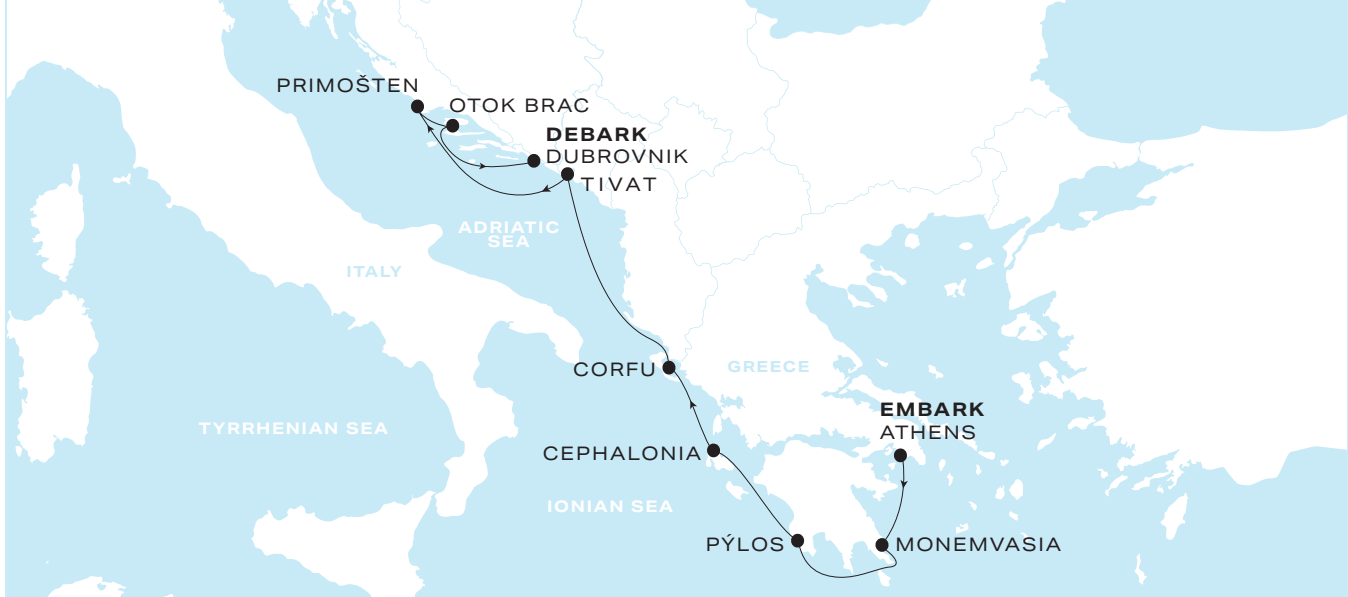 PRIMOŠTEN
OTOK BRAC
DEBARK
DUBROVNIK
TIVAT
ADRIATIC
SEA
ITALY
CORFU
GREECE
EMBARK
ATHENS
TYRRHENIAN SEA
CEPHALONIA
IONIAN SEA
PÝLOS
MONEMVASIA